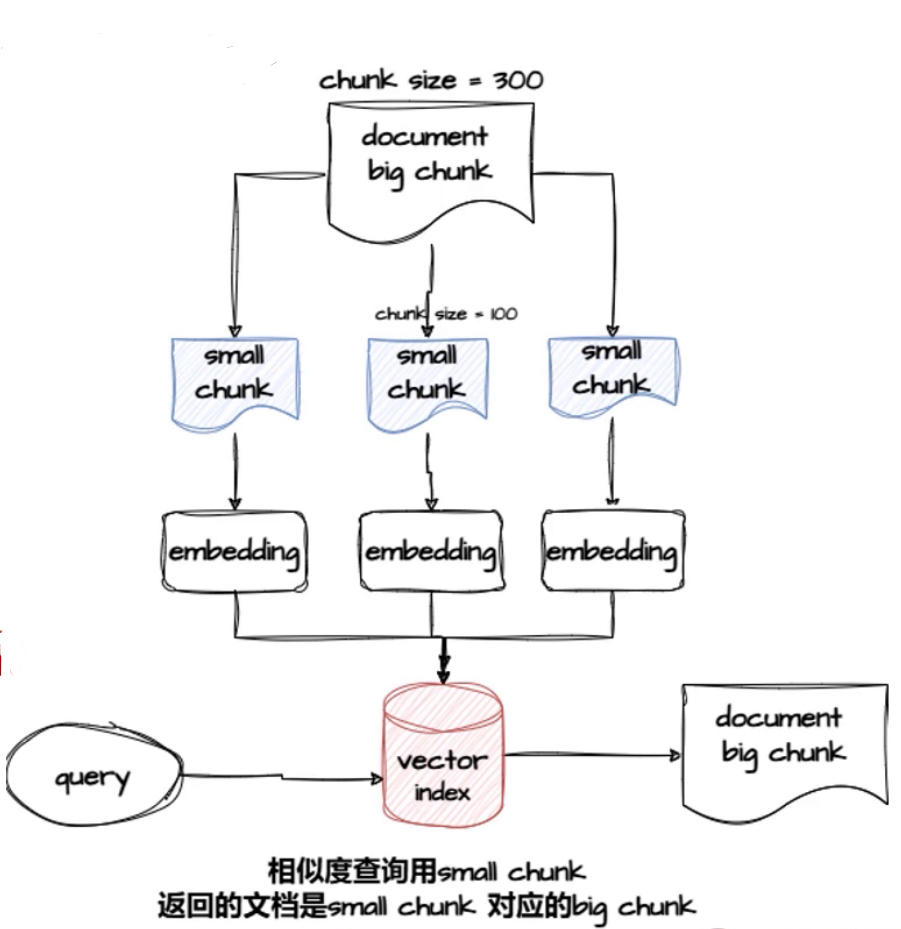 chunk size = 300
document
big chunk
chunk size = 100
small
chunk
small
chunk
small
chunk
embedding
embedding
embedding
query
vector
index
document
big chunk
相似度查询用small chunk
返回的文档是small chunk 对应的big chunk